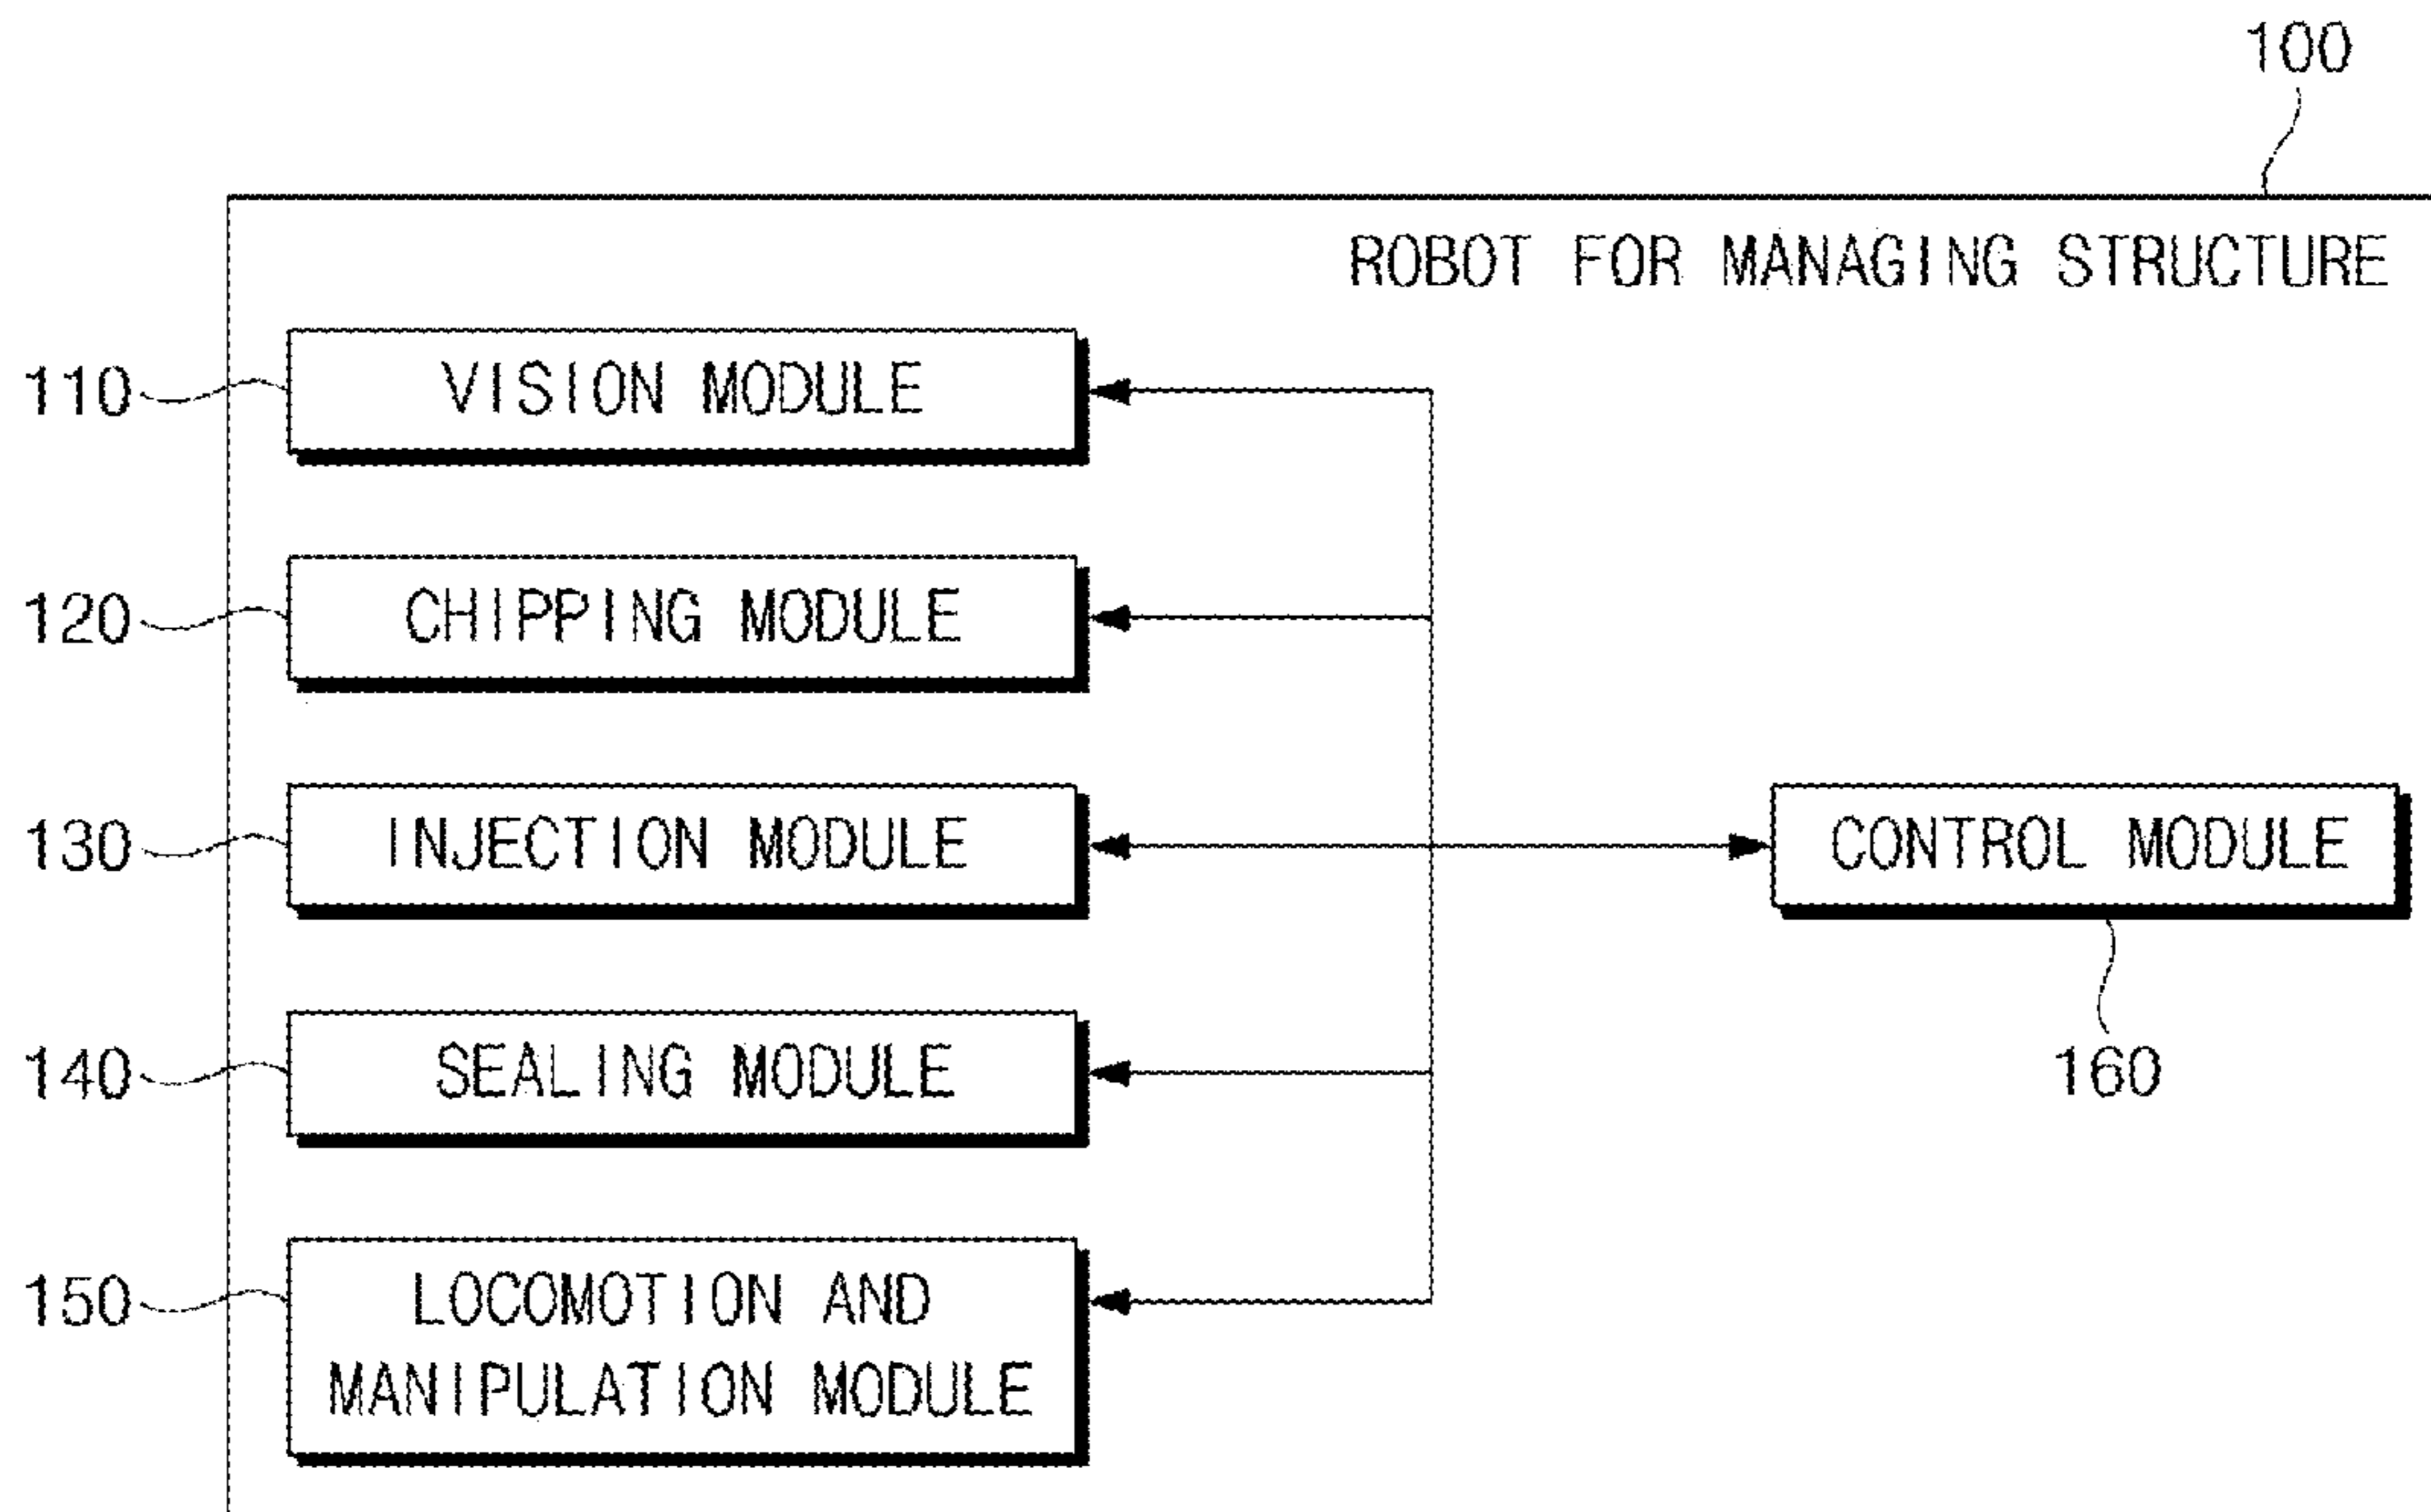 100
ROBOT FOR MANAGING STRUCTURE
110
VISION MODULE
120
CHIPPING MODULE
130
INJECTION MODULE
CONTROL MODULE
140
SEALING MODULE
160
150
LOCOMOTION AND
MANIPULATION MODULE